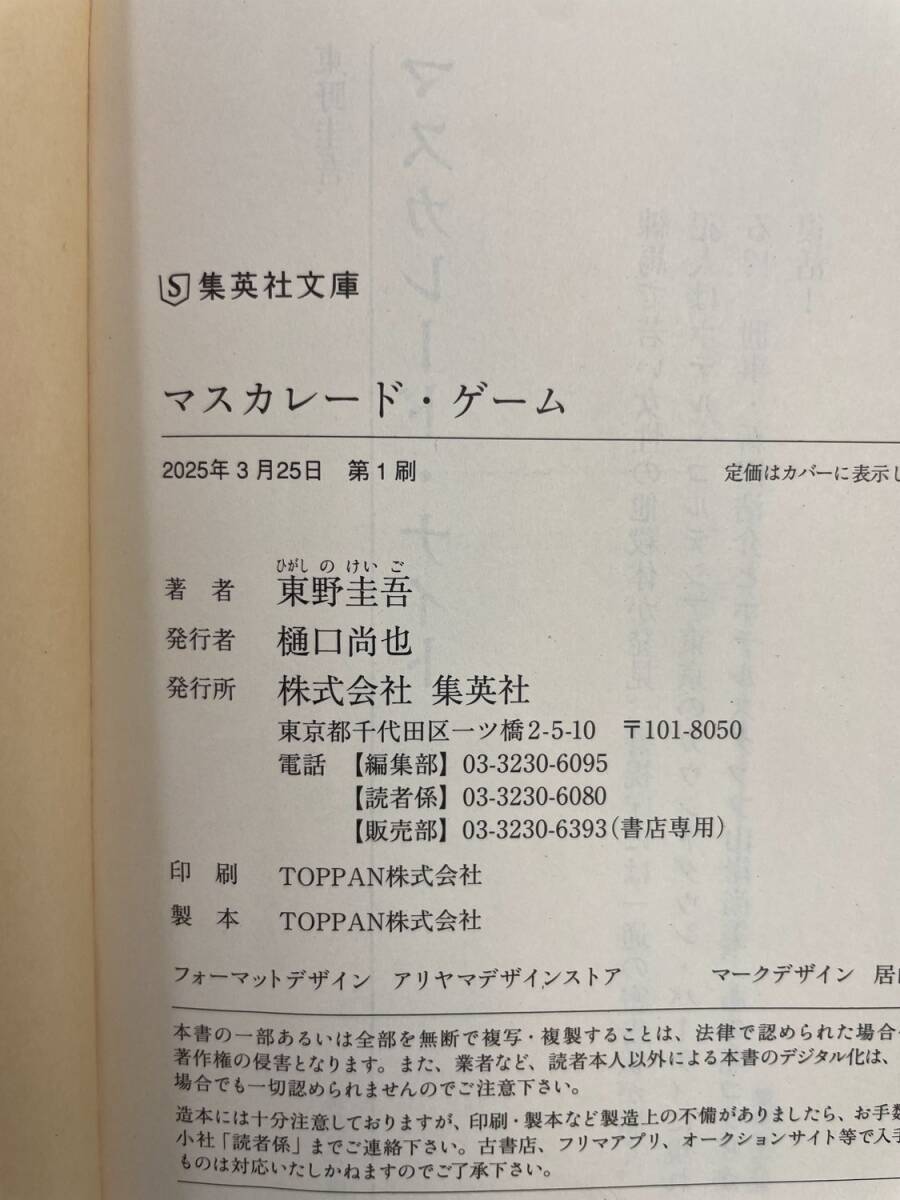 集英社文庫
マスカレード・ゲーム
2025年3月25日 第1刷 定価はカバーに表示し
ひがし の けい ご
著 者 東野圭吾
発行者 樋口尚也
発行所 株式会社 集英社
東京都千代田区一ツ橋2-5-10 〒101-8050
電話 【編集部】03-3230-6095
【読者係】03-3230-6080
【販売部】03-3230-6393(書店専用)
印 刷 TOPPAN株式会社
製 本 TOPPAN株式会社
フォーマットデザイン アリヤマデザインストア マークデザイン 居
本書の一部あるいは全部を無断で複写・複製することは、法律で認められた場合
著作権の侵害となります。また、業者など、読者本人以外による本書のデジタル化は、
場合でも一切認められませんのでご注意下さい。
造本には十分注意しておりますが、印刷・製本など製造上の不備がありましたら、お手数
小社「読者係」までご連絡下さい。古書店、フリマアプリ、オークションサイト等で入手
ものは対応いたしかねますのでご了承下さい。